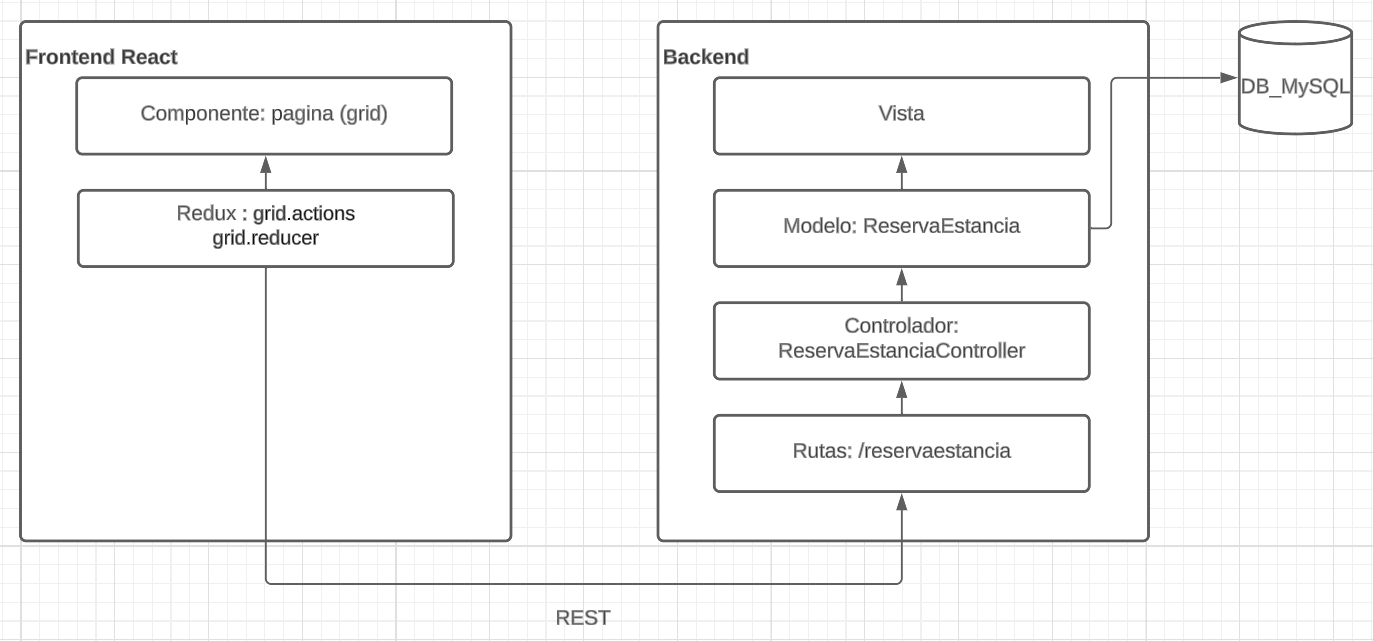 Frontend React
Componente: pagina (grid)
Redux : grid.actions
grid.reducer
Backend
Vista
Modelo: ReservaEstancia
Controlador:
ReservaEstanciaController
Rutas: /reservaestancia
DB_MySQL
REST